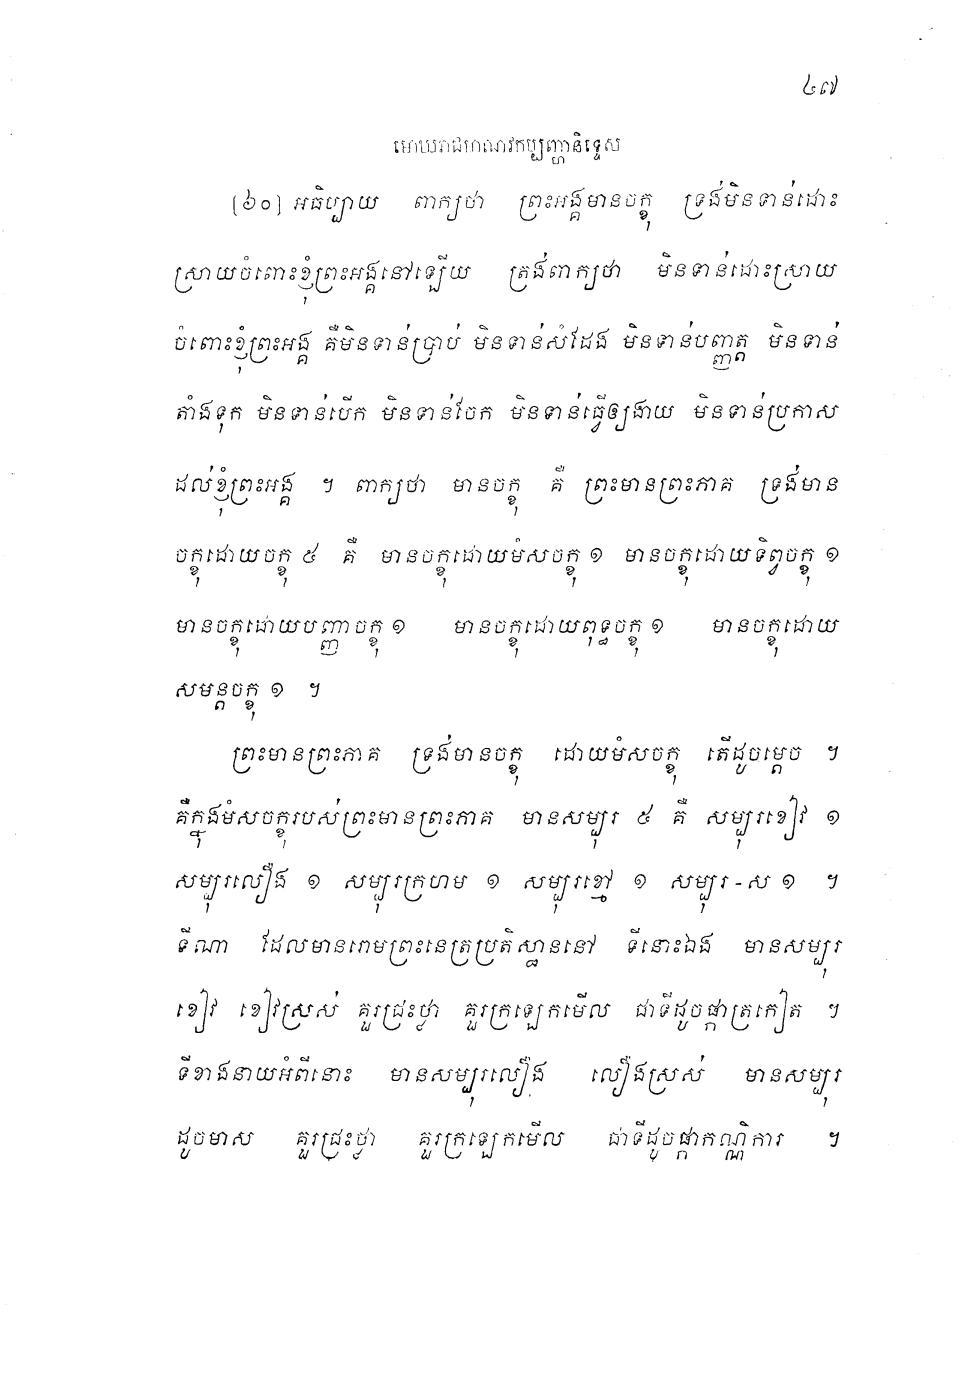 ៤៧
មោឃរាជមាណវកប្បញ្ហានិទ្ទេស
[៦០] អធិប្បាយ ពាក្យថា ព្រះអង្គមានចក្ខុ ទ្រង់មិនទាន់ដោះ
ស្រាយចំពោះខ្ញុំព្រះអង្គនៅឡើយ ត្រង់ពាក្យថា មិនទាន់ដោះស្រាយ
ចំពោះខ្ញុំព្រះអង្គ គឺមិនទាន់ប្រាប់ មិនទាន់សំដែង មិនទាន់បញ្ញត្ត មិនទាន់
តាំងទុក មិនទាន់បើក មិនទាន់ចែក មិនទាន់ធ្វើឲ្យងាយ មិនទាន់ប្រកាស
ដល់ខ្ញុំព្រះអង្គ ។ ពាក្យថា មានចក្ខុ គឺ ព្រះមានព្រះភាគ ទ្រង់មាន
ចក្ខុដោយចក្ខុ ៥ គឺ មានចក្ខុដោយមំសចក្ខុ ១ មានចក្ខុដោយទិព្វចក្ខុ ១
មានចក្ខុដោយបញ្ញាចក្ខុ ១ មានចក្ខុដោយពុទ្ធចក្ខុ ១ មានចក្ខុដោយ
សមន្តចក្ខុ ១ ។
ព្រះមានព្រះភាគ ទ្រង់មានចក្ខុ ដោយមំសចក្ខុ តើដូចម្តេច ។
គឺក្នុងមំសចក្ខុរបស់ព្រះមានព្រះភាគ មានសម្បុរ ៥ គឺ សម្បុរខៀវ ១
សម្បុរលឿង ១ សម្បុរក្រហម ១ សម្បុរខ្មៅ ១ សម្បុរ-ស ១ ។
ទីណា ដែលមានរោមព្រះនេត្រប្រតិស្ឋាននៅ ទីនោះឯង មានសម្បុរ
ខៀវ ខៀវស្រស់ គួរជ្រះថ្លា គួរក្រឡេកមើល ជាទីដូចផ្កាត្រកៀត ។
ទីខាងនាយអំពីនោះ មានសម្បុរលឿង លឿងស្រស់ មានសម្បុរ
ដូចមាស គួរជ្រះថ្លា គួរក្រឡេកមើល ជាទីដូចផ្កាកណ្ណិការ ។